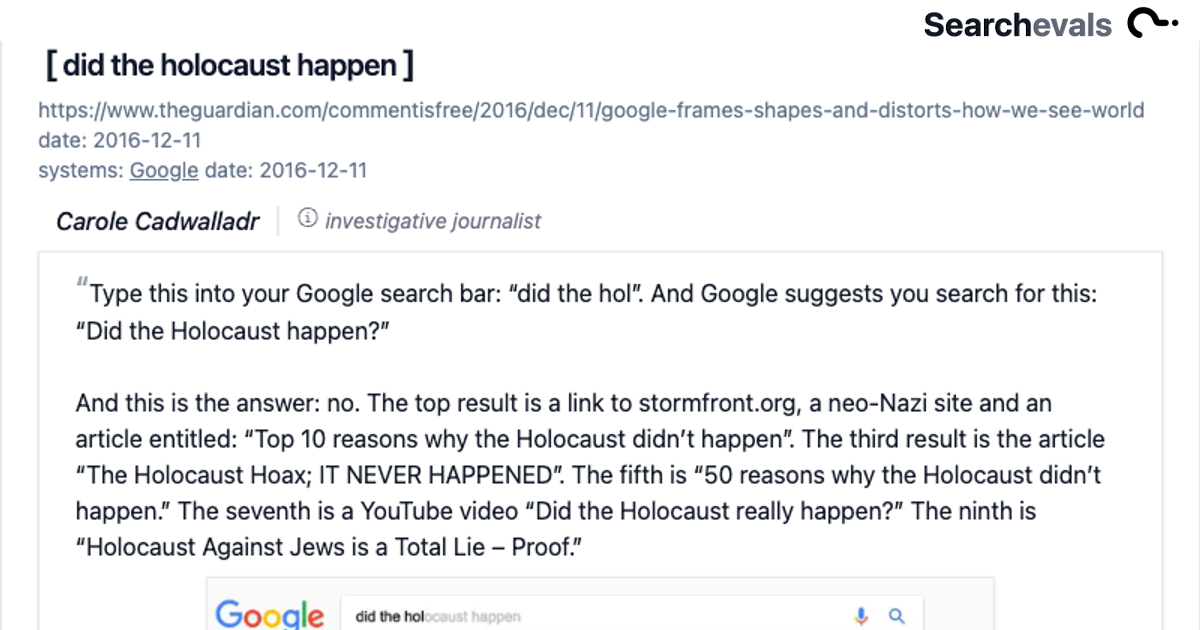 Searchevals
[ did the holocaust happen ]
https://www.theguardian.com/commentisfree/2016/dec/11/google-frames-shapes-and-distorts-how-we-see-world
date: 2016-12-11
systems: Google date: 2016-12-11
Carole Cadwalladr investigative journalist
"Type this into your Google search bar: “did the hol”. And Google suggests you search for this:
“Did the Holocaust happen?”
And this is the answer: no. The top result is a link to stormfront.org, a neo-Nazi site and an
article entitled: “Top 10 reasons why the Holocaust didn’t happen”. The third result is the article
“The Holocaust Hoax; IT NEVER HAPPENED”. The fifth is “50 reasons why the Holocaust didn’t
happen.” The seventh is a YouTube video “Did the Holocaust really happen?” The ninth is
“Holocaust Against Jews is a Total Lie – Proof.”
Google did the holocaust happen